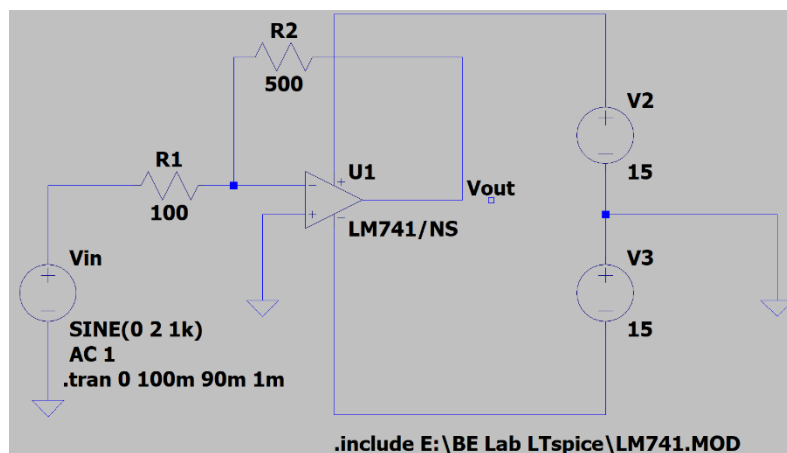 R2
500
V2
15
R1
100
U1
Vout
LM741/NS
Vin
V3
15
SINE(0 2 1k)
AC 1
.tran 0 100m 90m 1m
.include E:\BE Lab LTspice\LM741.MOD